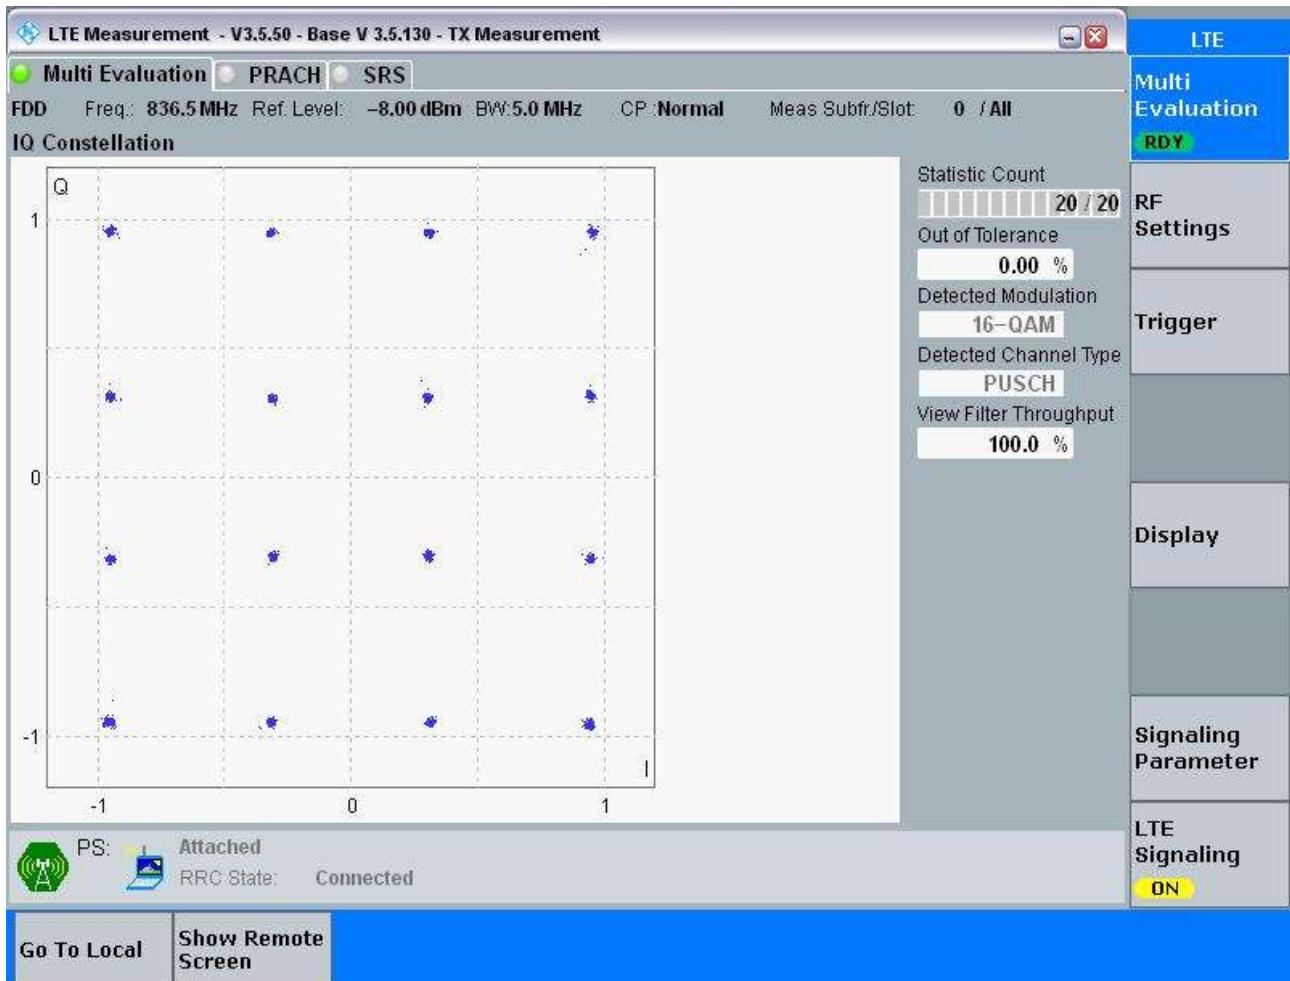 LTE Measurement - V3.5.50 - Base V 3.5.130 - TX Measurement
LTE
Multi Evaluation PRACH SRS
FDD Freq.: 836.5 MHz Ref. Level: -8.00 dBm BW:5.0 MHz CP :Normal Meas Subfr./Slot: 0 / All
IQ Constellation
Q
1
0
-1
I
-1 0 1
Statistic Count
20 / 20
Out of Tolerance
0.00 %
Detected Modulation
16-QAM
Detected Channel Type
PUSCH
View Filter Throughput
100.0 %
Multi
Evaluation
RDY
RF
Settings
Trigger
Display
Signaling
Parameter
LTE
Signaling
ON
PS: Attached
RRC State: Connected
Go To Local
Show Remote
Screen